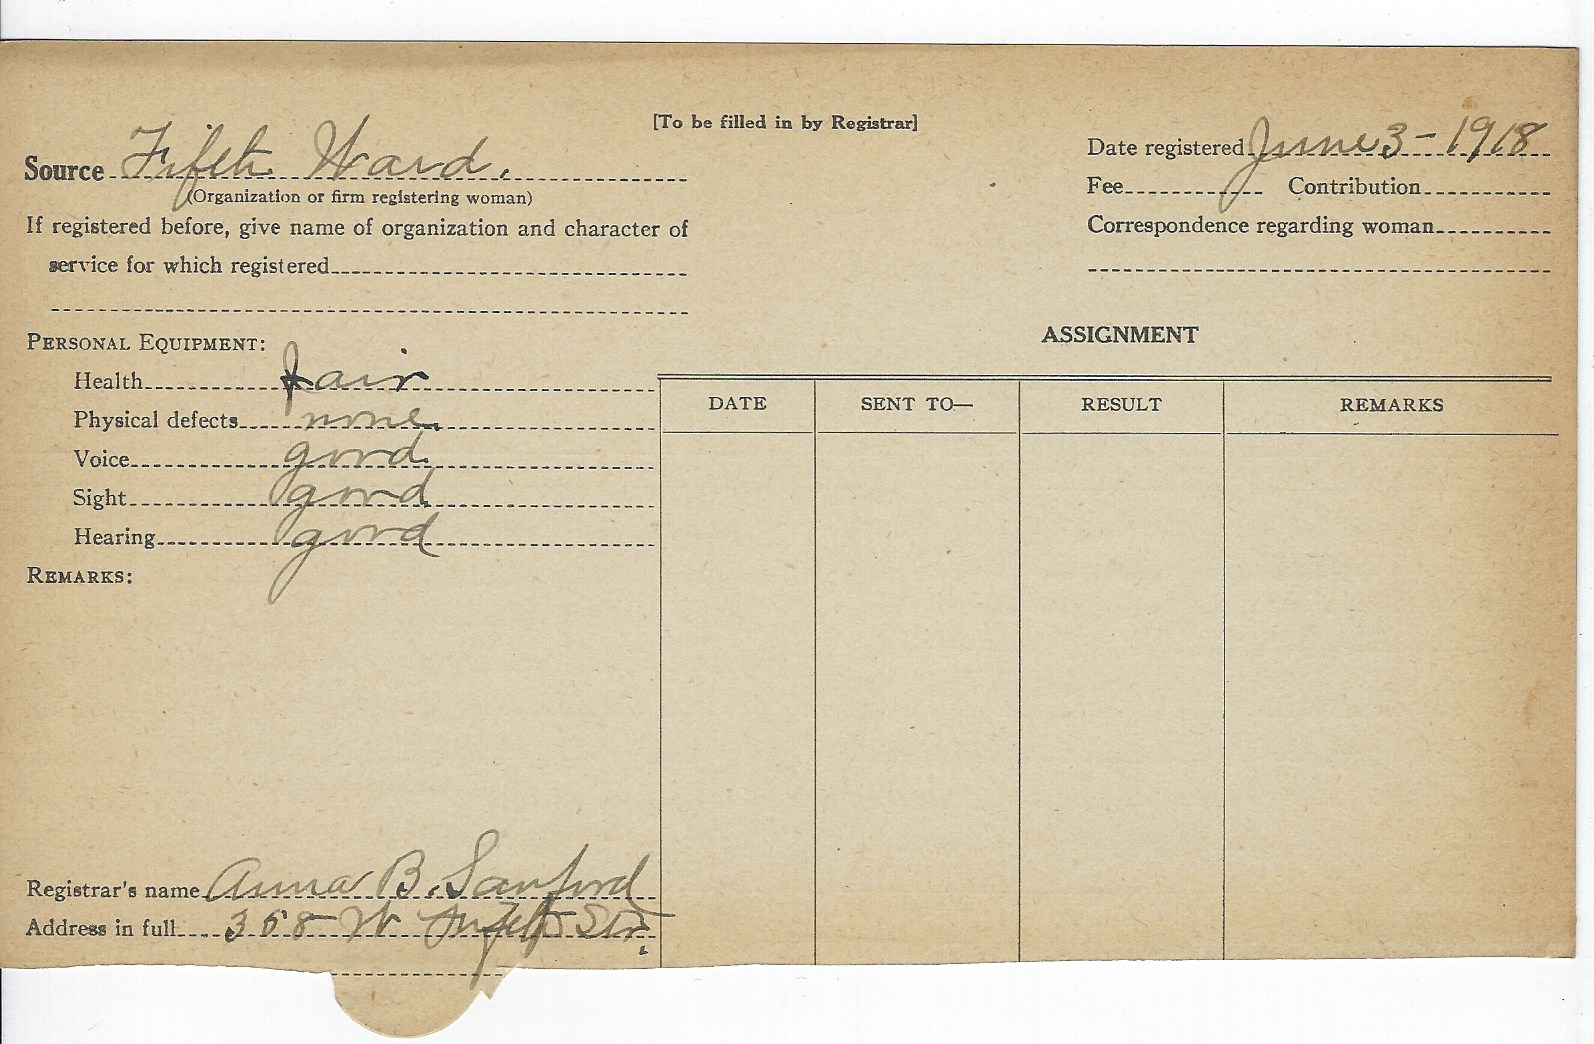 [To be filled in by Registrar]
Source Fifth Ward.
(Organization or firm registering woman)
If registered before, give name of organization and character of
service for which registered
Date registered June 3-1918
Fee Contribution
Correspondence regarding woman
PERSONAL EQUIPMENT:
Health fair
Physical defects none
Voice good
Sight good
Hearing good
REMARKS:
ASSIGNMENT
DATE SENT TO— RESULT REMARKS
Registrar's name Anna B. Sanford
Address in full 358 W Str.